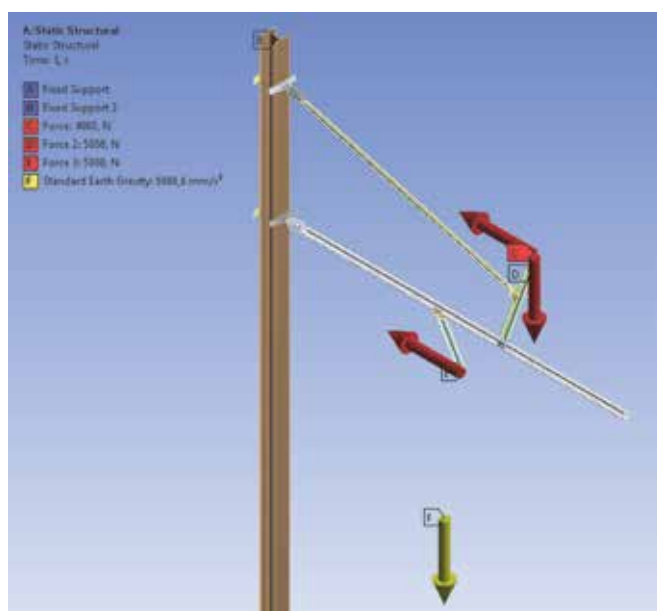 A: Static Structural
Static Structural
Time: 1, s
A Fixed Support
B Fixed Support 2
C Force: 4000, N
D Force 2: 5000, N
E Force 3: 5000, N
F Standard Earth Gravity: 9806,6 mm/s²
B
D
F